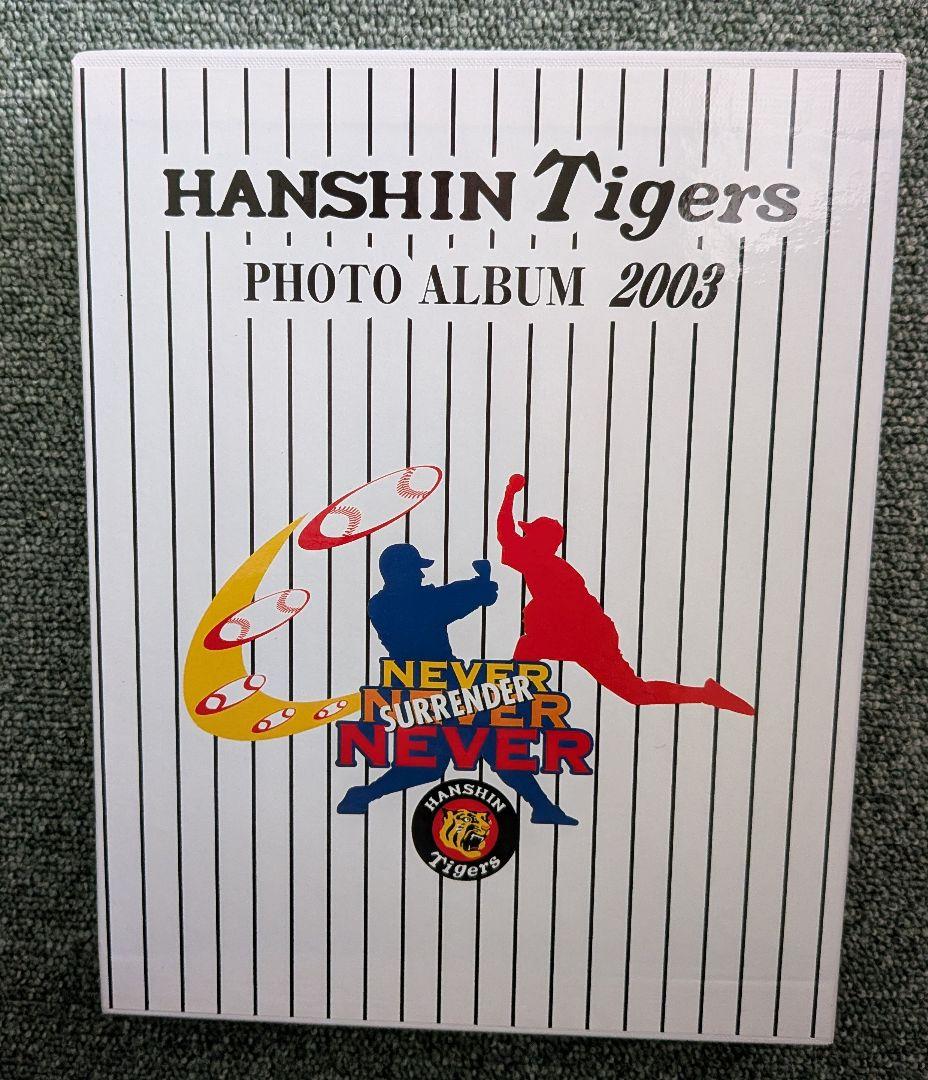 HANSHIN Tigers
PHOTO ALBUM 2003
NEVER
NEVER
SURRENDER
NEVER
HANSHIN
Tigers